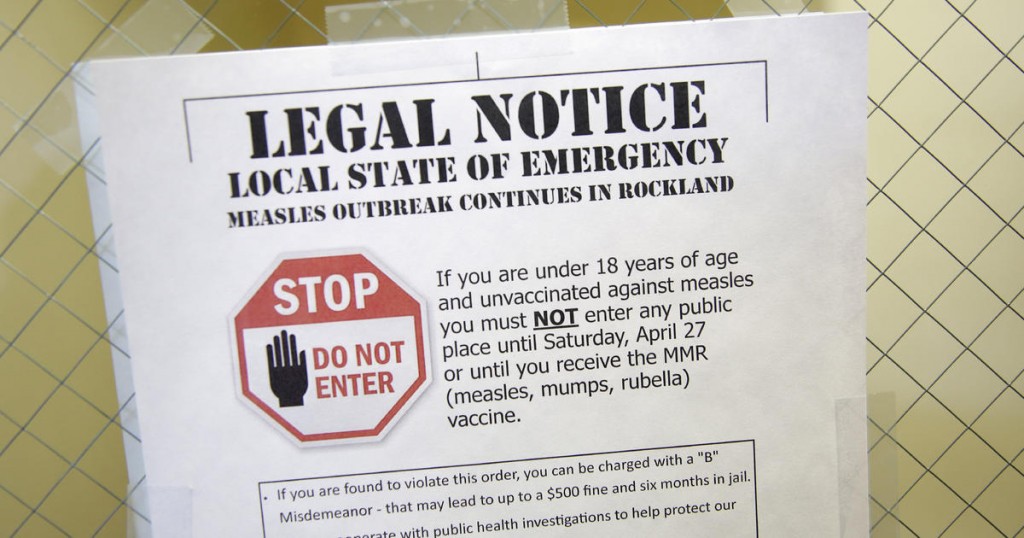 LEGAL NOTICE
LOCAL STATE OF EMERGENCY
MEASLES OUTBREAK CONTINUES IN ROCKLAND
STOP
DO NOT
ENTER
If you are under 18 years of age
and unvaccinated against measles
you must NOT enter any public
place until Saturday, April 27
or until you receive the MMR
(measles, mumps, rubella)
vaccine.
· If you are found to violate this order, you can be charged with a "B"
Misdemeanor - that may lead to up to a $500 fine and six months in jail.
with public health investigations to help protect our